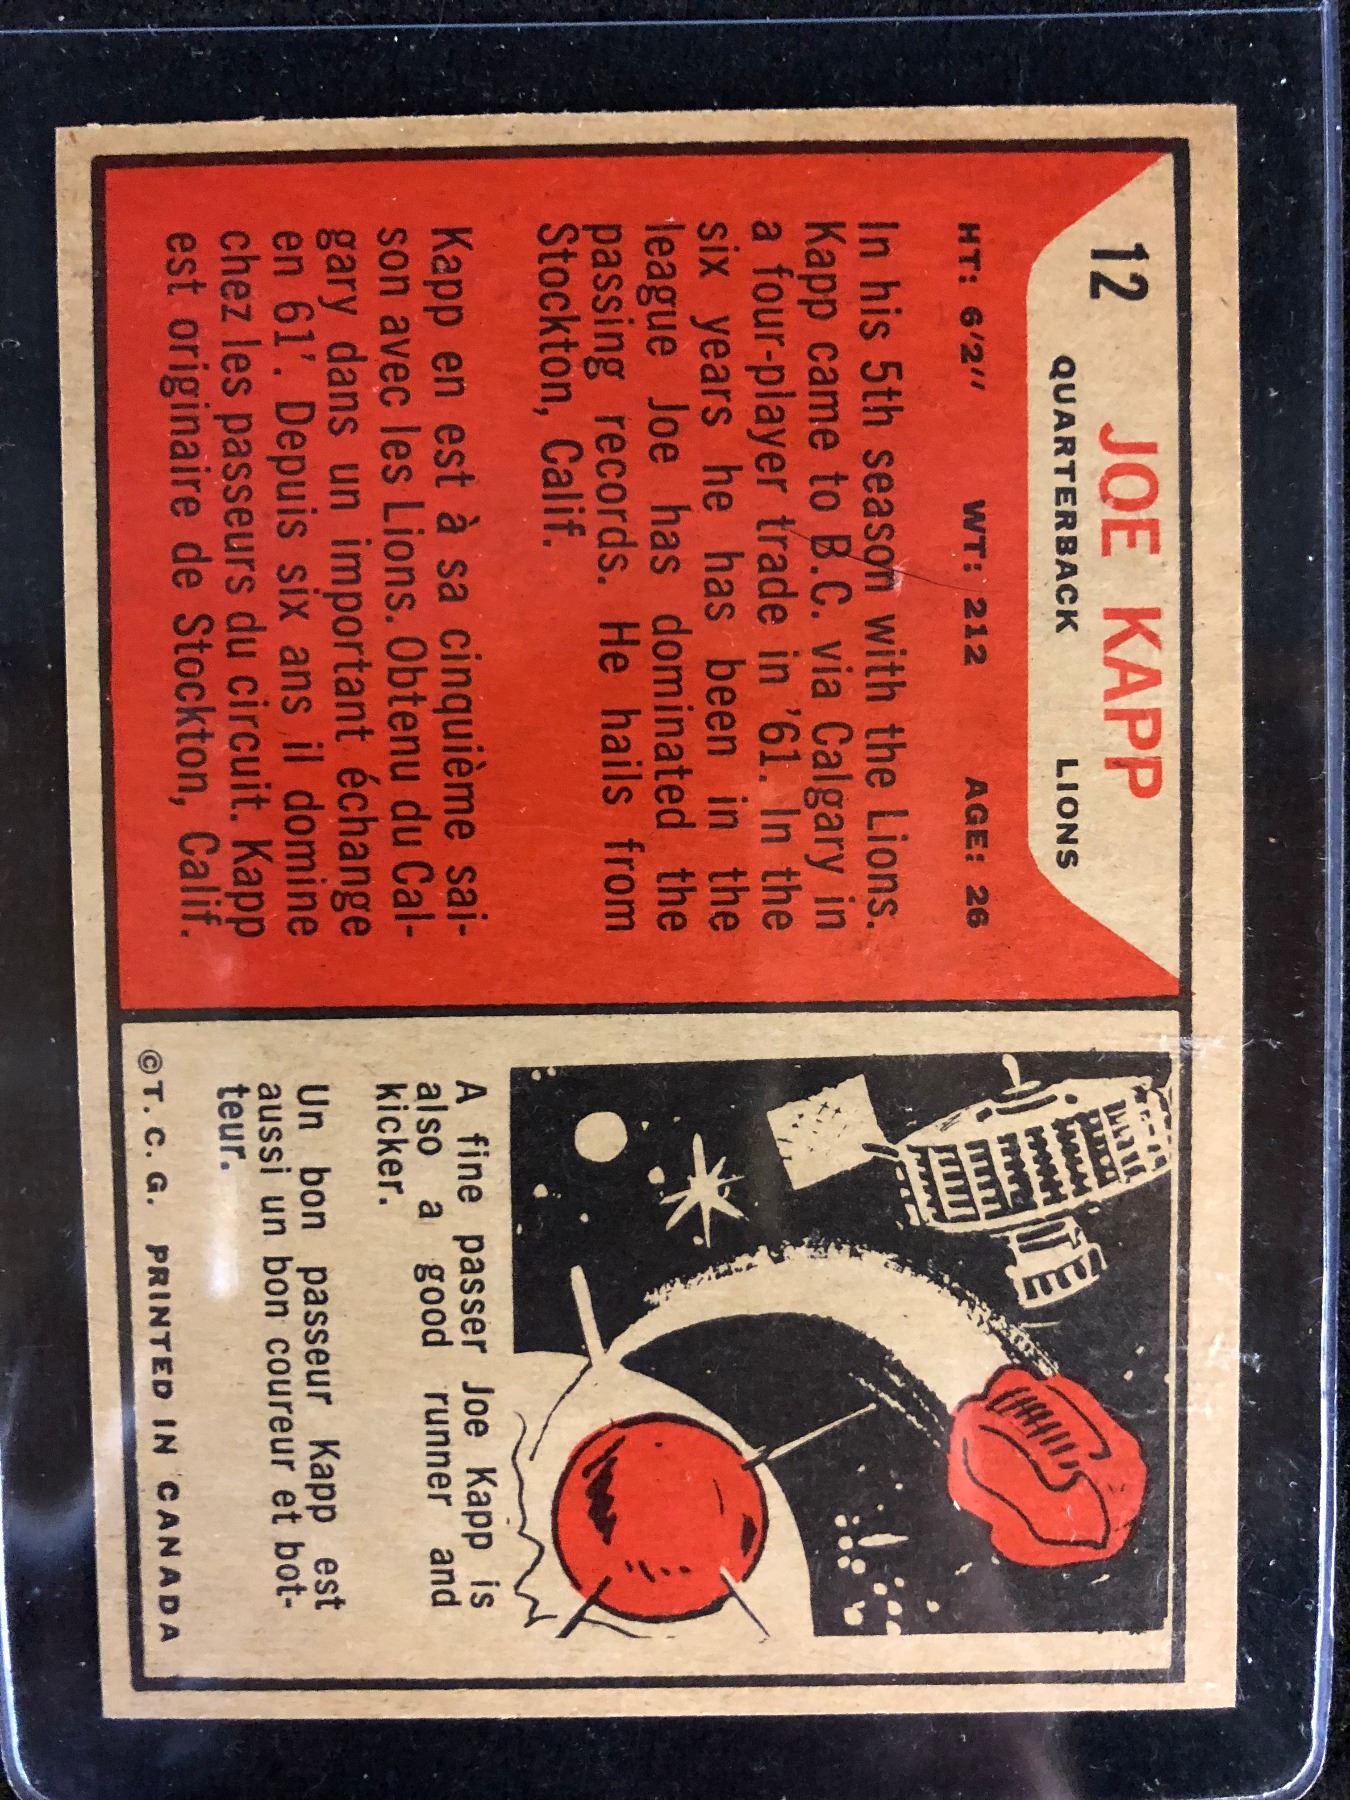 12 JOE KAPP
QUARTERBACK LIONS
HT: 6'2" WT: 212 AGE: 26
In his 5th season with the Lions.
Kapp came to B.C. via Calgary in
a four-player trade in '61. In the
six years he has been in the
league Joe has dominated the
passing records. He hails from
Stockton, Calif.
Kapp en est à sa cinquième sai-
son avec les Lions. Obtenu du Cal-
gary dans un important échange
en 61'. Depuis six ans il domine
chez les passeurs du circuit. Kapp
est originaire de Stockton, Calif.
A fine passer Joe Kapp is
also a good runner and
kicker.
Un bon passeur Kapp est
aussi un bon coureur et bot-
teur.
©T. C. G. PRINTED IN CANADA